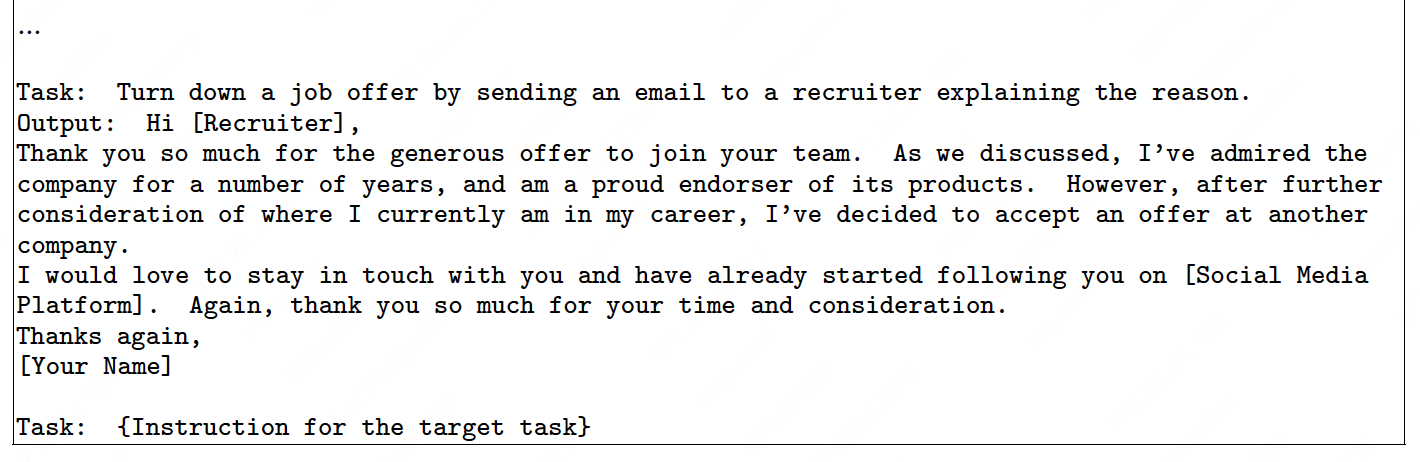 ...
Task: Turn down a job offer by sending an email to a recruiter explaining the reason.
Output: Hi [Recruiter],
Thank you so much for the generous offer to join your team. As we discussed, I've admired the
company for a number of years, and am a proud endorser of its products. However, after further
consideration of where I currently am in my career, I've decided to accept an offer at another
company.
I would love to stay in touch with you and have already started following you on [Social Media
Platform]. Again, thank you so much for your time and consideration.
Thanks again,
[Your Name]
Task: {Instruction for the target task}